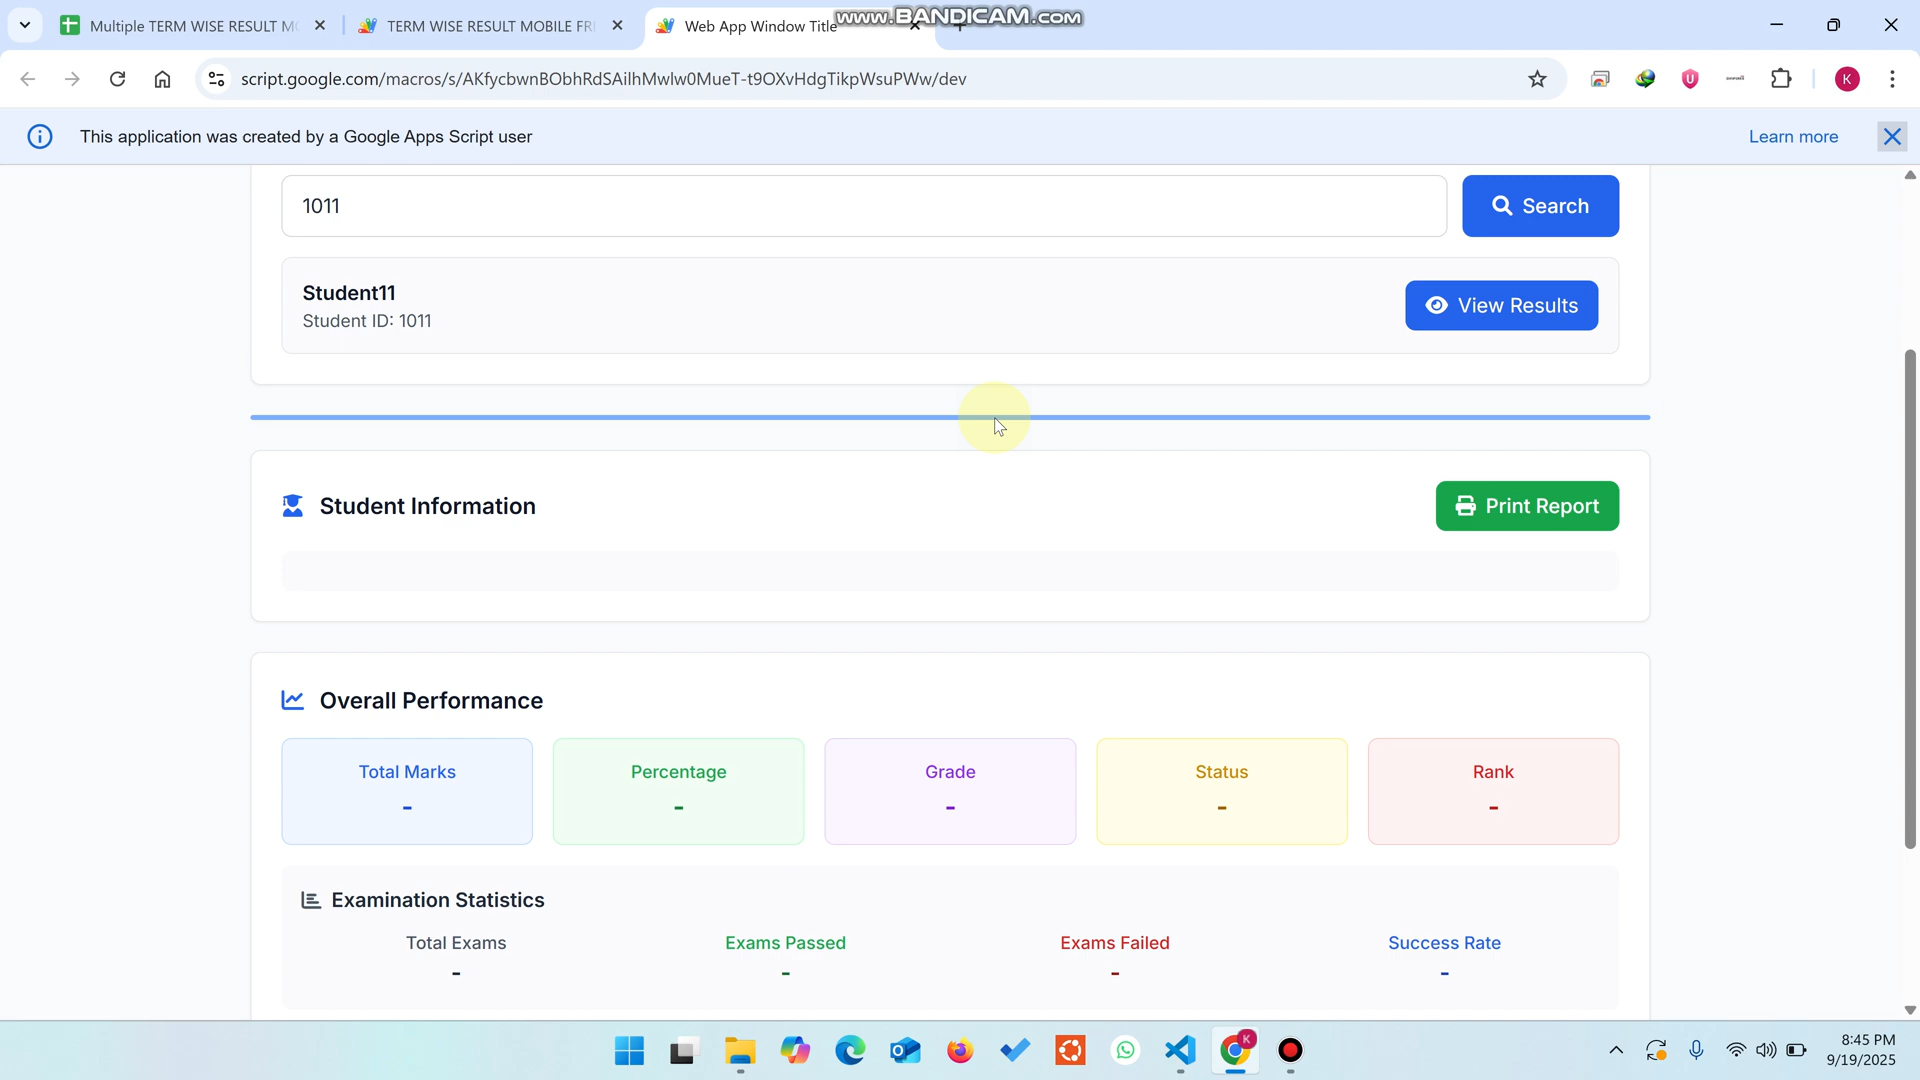 Multiple TERM WISE RESULT MO
TERM WISE RESULT MOBILE FRI
Web App Window Title
www.BANDICAM.com
script.google.com/macros/s/AKfycbwnBObhRdSAilhMwlw0MueT-t9OXvHdgTikpWsuPWw/dev
K
This application was created by a Google Apps Script user
Learn more
1011
Search
Student11
Student ID: 1011
View Results
Student Information
Print Report
Overall Performance
Total Marks
Percentage
Grade
Status
Rank
-
-
-
-
-
Examination Statistics
Total Exams
Exams Passed
Exams Failed
Success Rate
-
-
-
-
K
8:45 PM
9/19/2025